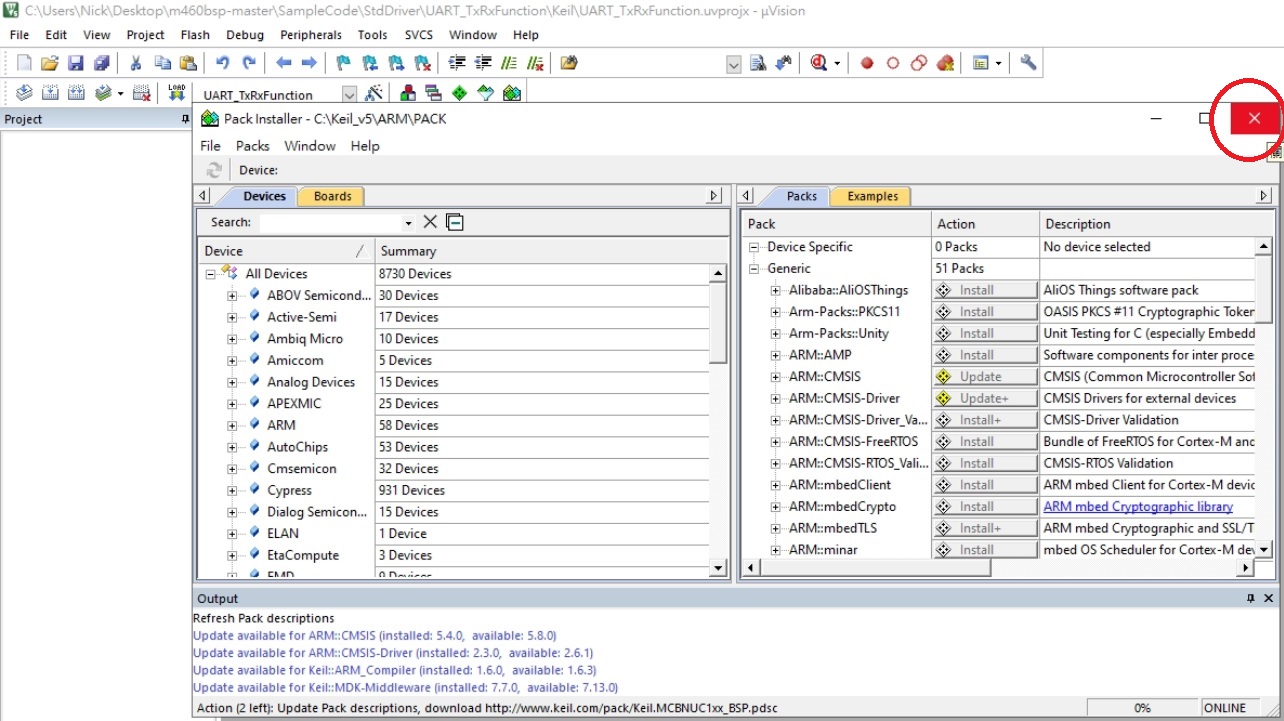 C:\Users\Nick\Desktop\m460bsp-master\SampleCode\StdDriver\UART_TxRxFunction\Keil\UART_TxRxFunction.uvprojx - µVision
File Edit View Project Flash Debug Peripherals Tools SVCS Window Help
LOAD UART_TxRxFunction
Project
Pack Installer - C:\Keil_v5\ARM\PACK
File Packs Window Help
Device:
Devices Boards
Packs Examples
Search:
Device Summary
All Devices 8730 Devices
ABOV Semicond... 30 Devices
Active-Semi 17 Devices
Ambiq Micro 10 Devices
Amiccom 5 Devices
Analog Devices 15 Devices
APEXMIC 25 Devices
ARM 58 Devices
AutoChips 53 Devices
Cmsemicon 32 Devices
Cypress 931 Devices
Dialog Semicon... 15 Devices
ELAN 1 Device
EtaCompute 3 Devices
Pack Action Description
Device Specific 0 Packs No device selected
Generic 51 Packs
Alibaba::AliOSThings Install AliOS Things software pack
Arm-Packs::PKCS11 Install OASIS PKCS #11 Cryptographic Token
Arm-Packs::Unity Install Unit Testing for C (especially Embedd
ARM::AMP Install Software components for inter proce
ARM::CMSIS Update CMSIS (Common Microcontroller Sof
ARM::CMSIS-Driver Update+ CMSIS Drivers for external devices
ARM::CMSIS-Driver_Va... Install+ CMSIS-Driver Validation
ARM::CMSIS-FreeRTOS Install Bundle of FreeRTOS for Cortex-M and
ARM::CMSIS-RTOS_Vali... Install CMSIS-RTOS Validation
ARM::mbedClient Install ARM mbed Client for Cortex-M devic
ARM::mbedCrypto Install ARM mbed Cryptographic library
ARM::mbedTLS Install+ ARM mbed Cryptographic and SSL/T
ARM::minar Install mbed OS Scheduler for Cortex-M dev
Output
Refresh Pack descriptions
Update available for ARM::CMSIS (installed: 5.4.0, available: 5.8.0)
Update available for ARM::CMSIS-Driver (installed: 2.3.0, available: 2.6.1)
Update available for Keil::ARM_Compiler (installed: 1.6.0, available: 1.6.3)
Update available for Keil::MDK-Middleware (installed: 7.7.0, available: 7.13.0)
Action (2 left): Update Pack descriptions, download http://www.keil.com/pack/Keil.MCBNUC1xx_BSP.pdsc 0% ONLINE